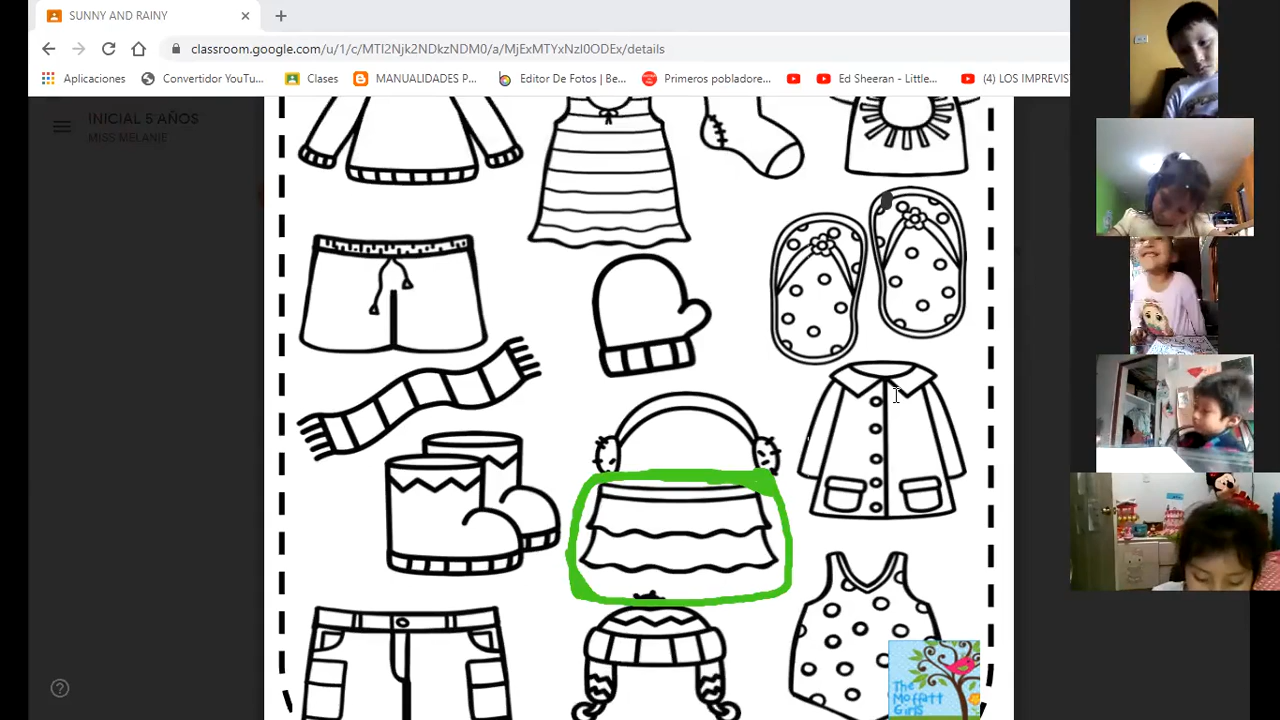 SUNNY AND RAINY
classroom.google.com/u/1/c/MTI2Njk2NDkzNDM0/a/MjExMTYxNzI0ODEx/details
Aplicaciones
Convertidor YouTu...
Clases
MANUALIDADES P...
Editor De Fotos | Be...
Primeros pobladore...
Ed Sheeran - Little...
(4) LOS IMPREVIS
INICIAL 5 AÑOS
MISS MELANIE
The
Moffatt
Girls